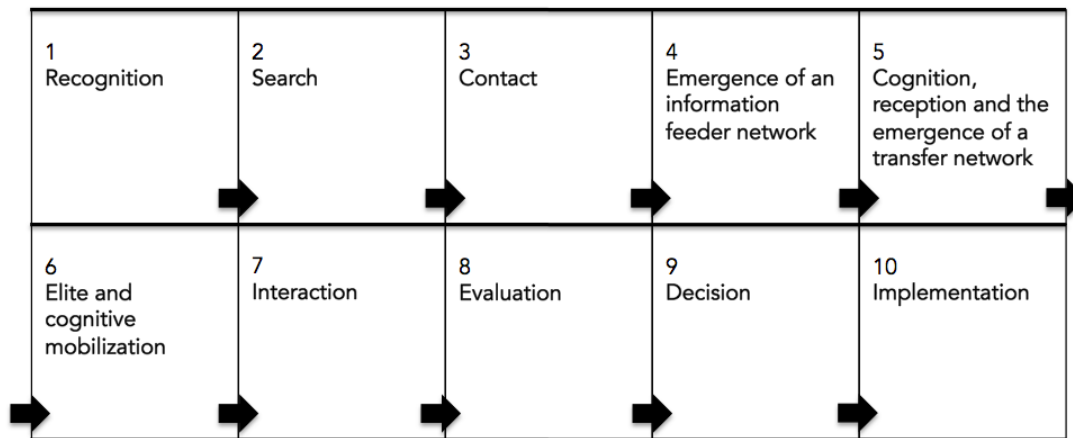 1
Recognition
2
Search
3
Contact
4
Emergence of an
information
feeder network
5
Cognition,
reception and the
emergence of a
transfer network
6
Elite and
cognitive
mobilization
7
Interaction
8
Evaluation
9
Decision
10
Implementation